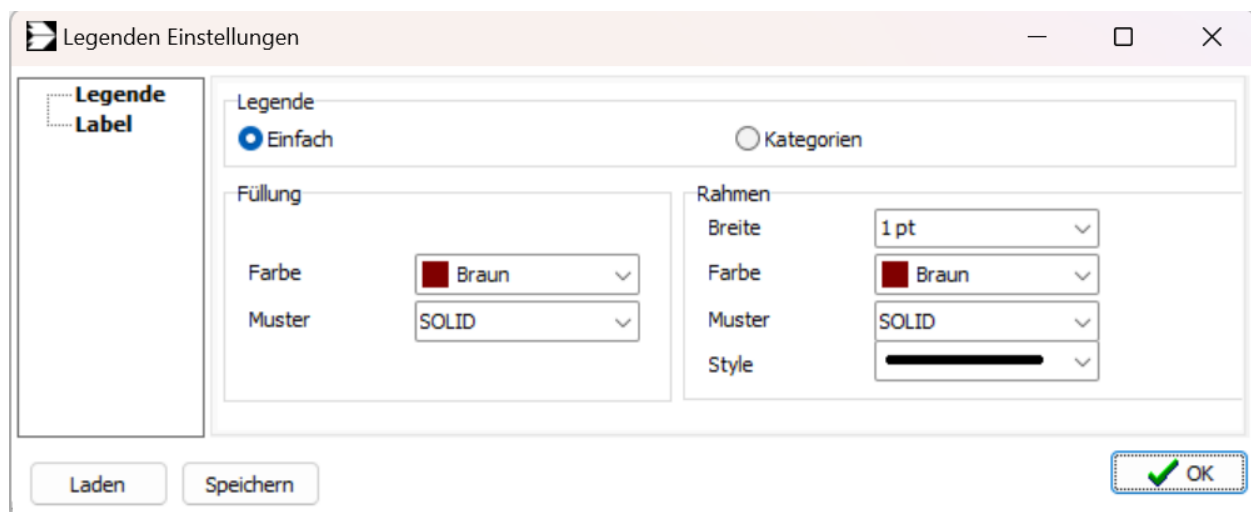 Legenden Einstellungen
Legende
Label
Legende
Einfach
Kategorien
Füllung
Farbe
Braun
Muster
SOLID
Rahmen
Breite
1 pt
Farbe
Braun
Muster
SOLID
Style
Laden
Speichern
OK